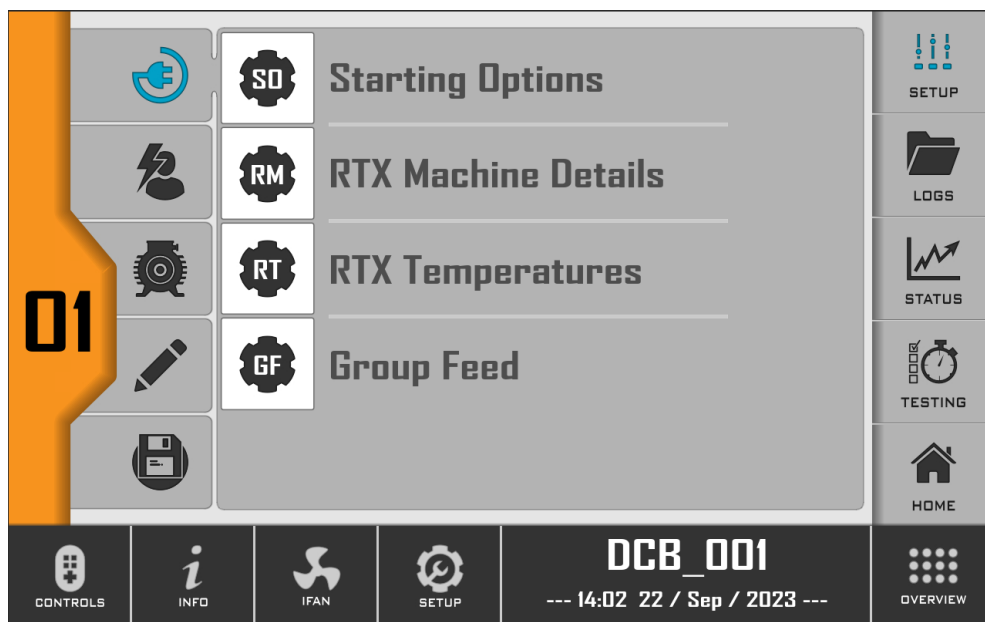 01
SO Starting Options
RM RTX Machine Details
RT RTX Temperatures
GF Group Feed
SETUP
LOGS
STATUS
TESTING
HOME
CONTROLS
INFO
IFAN
SETUP
DCB_001
--- 14:02 22 / Sep / 2023 ---
OVERVIEW